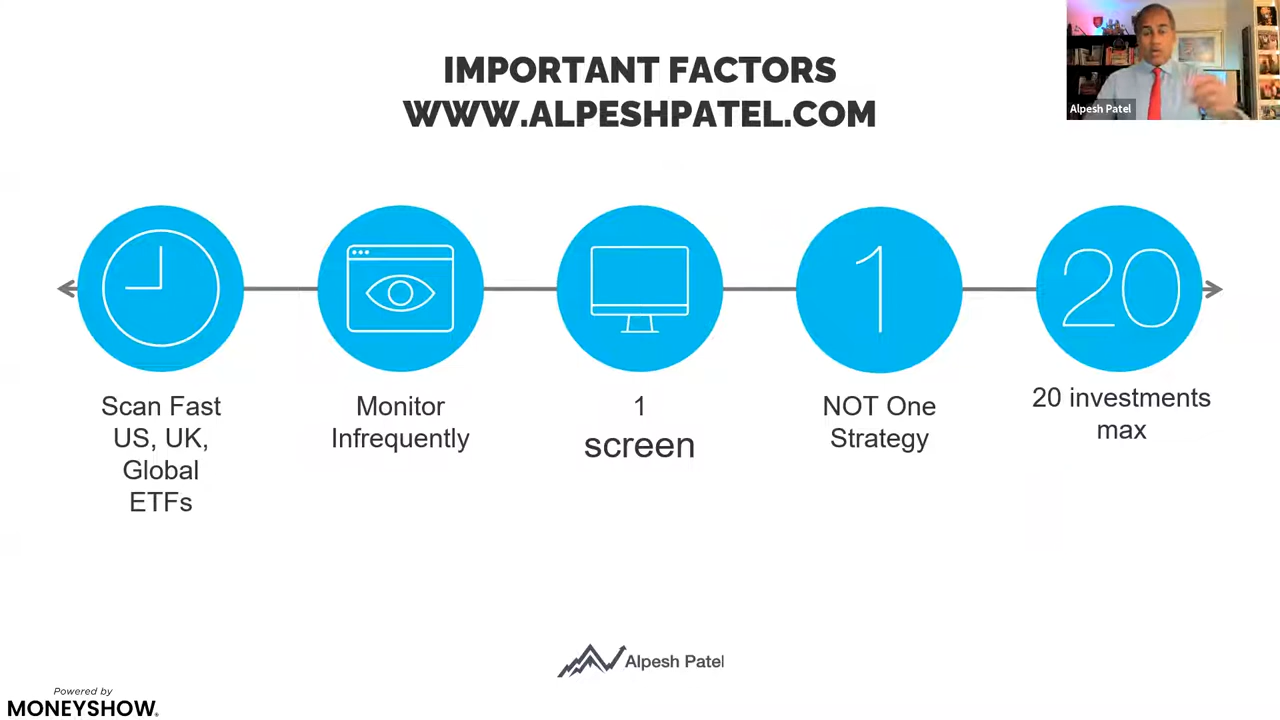 IMPORTANT FACTORS
WWW.ALPESHPATEL.COM
Alpesh Patel
1
20
Scan Fast
US, UK,
Global
ETFs
Monitor
Infrequently
1
screen
NOT One
Strategy
20 investments
max
Alpesh Patel
Powered by
MONEYSHOW.